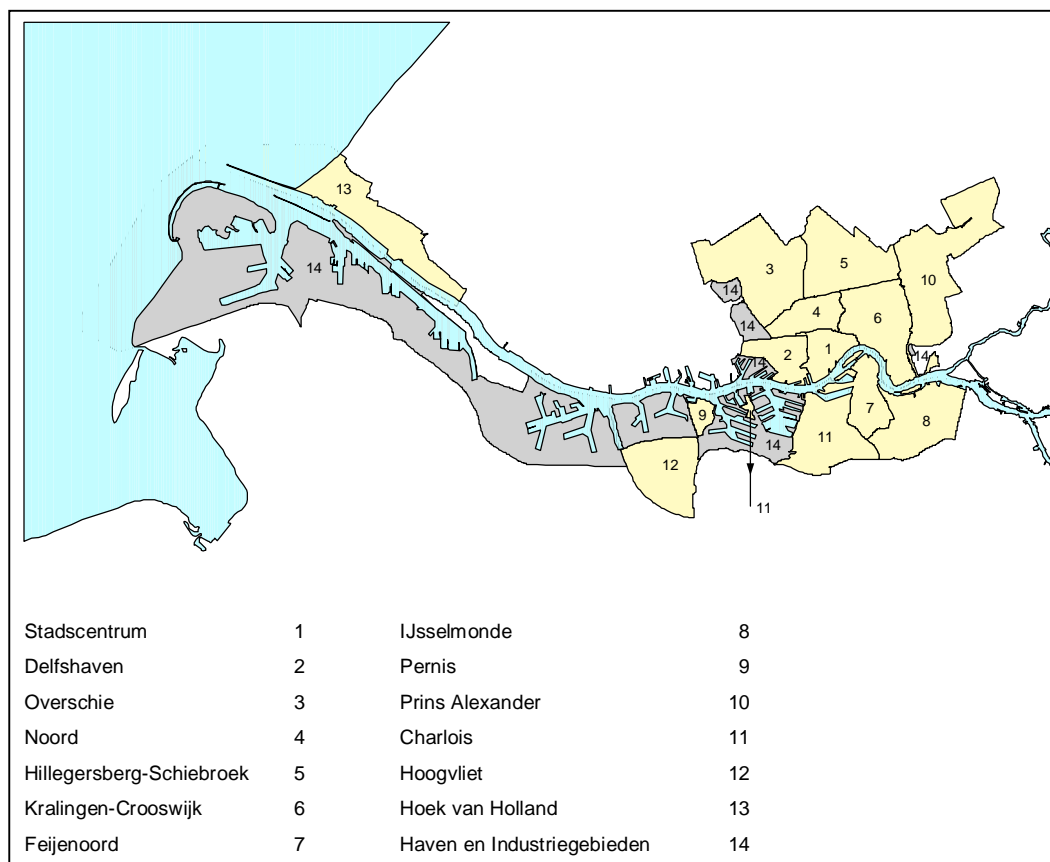 13
14
3
5
10
14
4
14
6
1
2
14
14
9
7
8
11
14
12
11
Stadscentrum 1 IJsselmonde 8
Delfshaven 2 Pernis 9
Overschie 3 Prins Alexander 10
Noord 4 Charlois 11
Hillegersberg-Schiebroek 5 Hoogvliet 12
Kralingen-Crooswijk 6 Hoek van Holland 13
Feijenoord 7 Haven en Industriegebieden 14